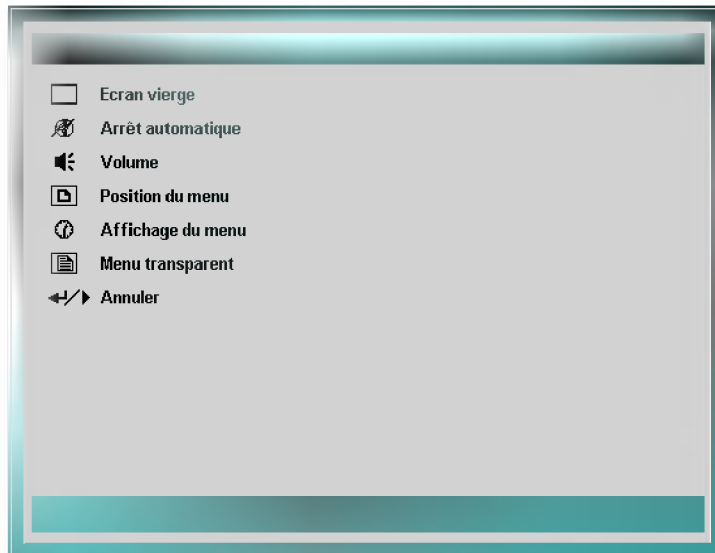 Ecran vierge
Arrêt automatique
Volume
Position du menu
Affichage du menu
Menu transparent
Annuler